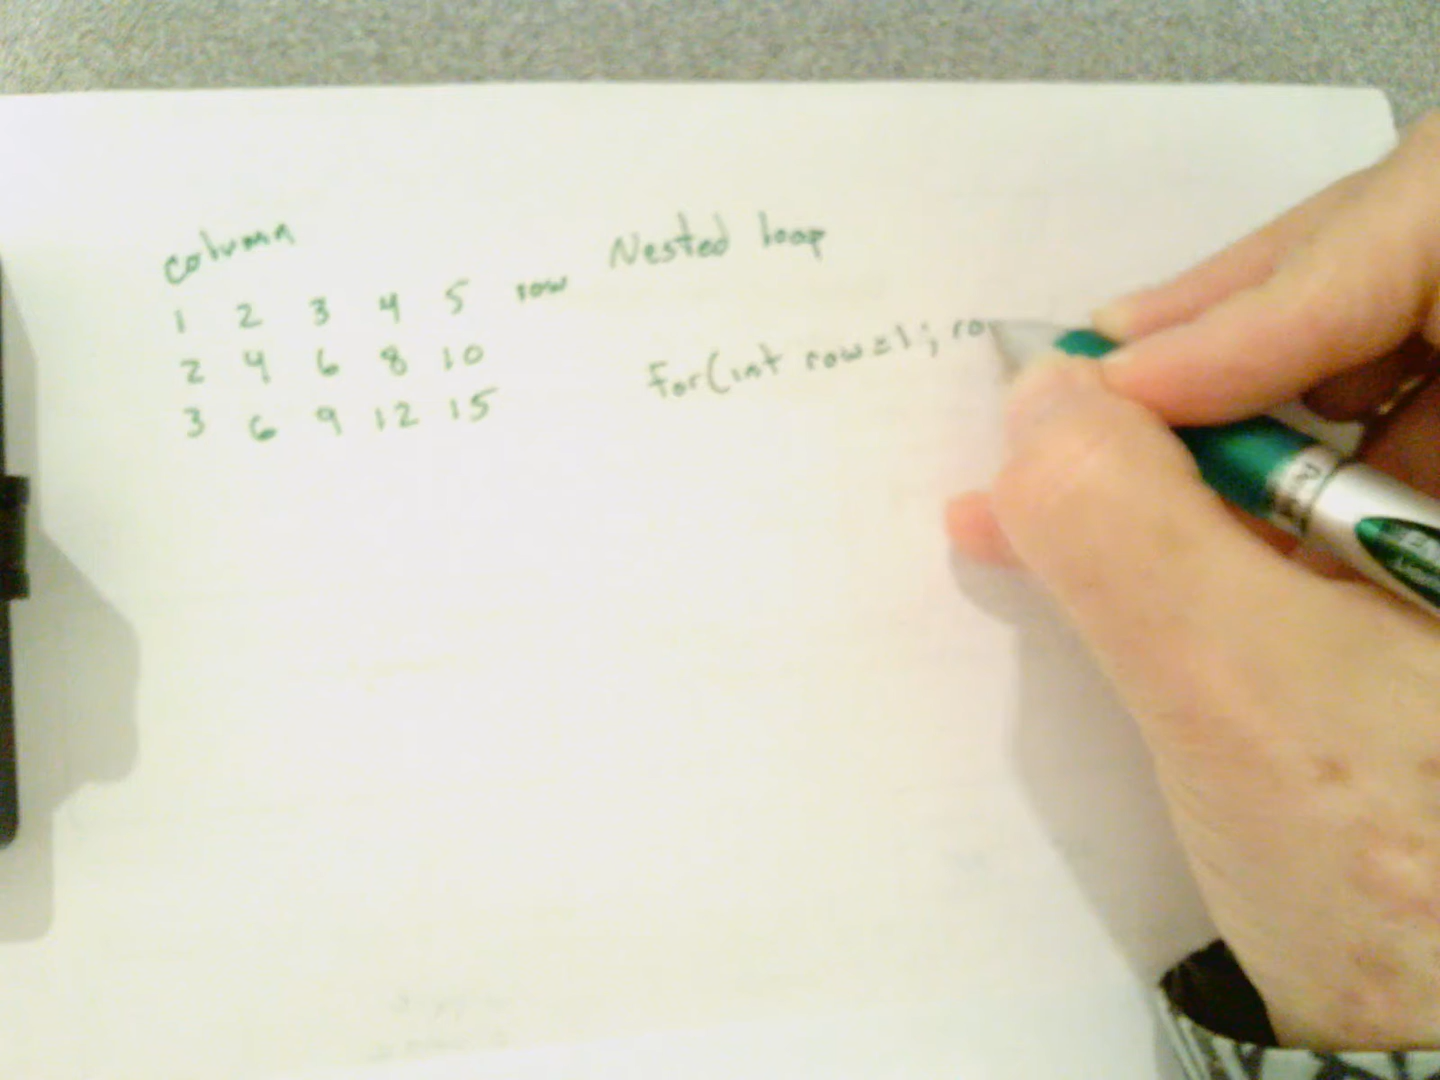 column
1 2 3 4 5 row
2 4 6 8 10
3 6 9 12 15
Nested loop
For(int row=1; ro